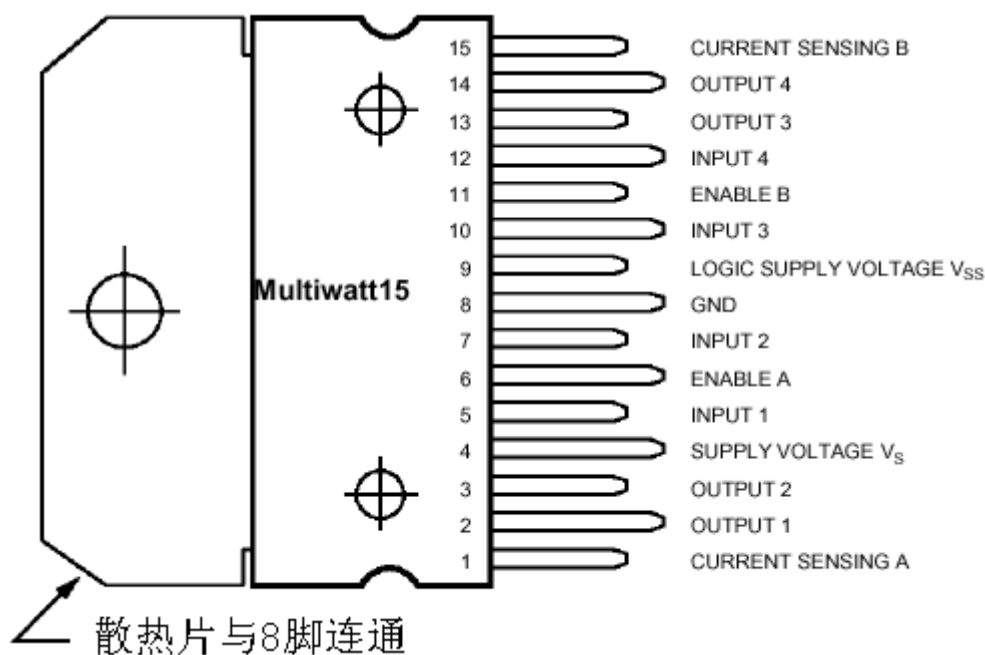 15 CURRENT SENSING B
14 OUTPUT 4
13 OUTPUT 3
12 INPUT 4
11 ENABLE B
10 INPUT 3
9 LOGIC SUPPLY VOLTAGE VSS
Multiwatt15
8 GND
7 INPUT 2
6 ENABLE A
5 INPUT 1
4 SUPPLY VOLTAGE VS
3 OUTPUT 2
2 OUTPUT 1
1 CURRENT SENSING A
散热片与8脚连通